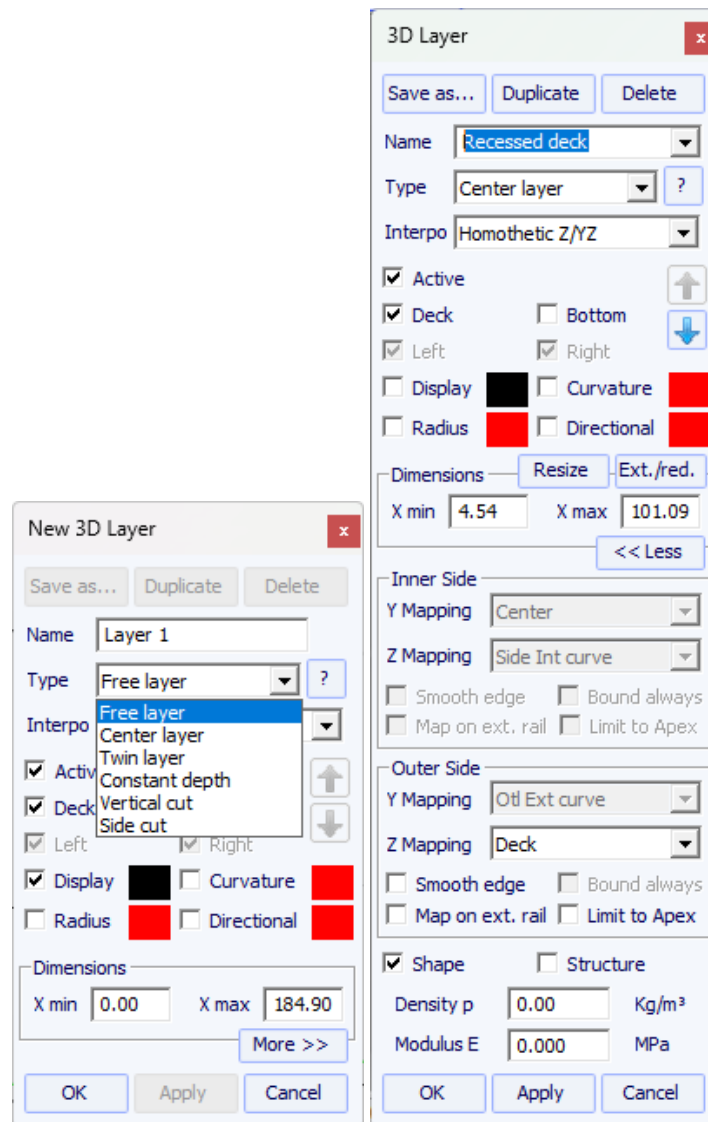 New 3D Layer x
Save as... Duplicate Delete
Name Layer 1
Type Free layer ?
Interpo
Free layer
Center layer
Twin layer
Constant depth
Vertical cut
Side cut
Activ
Deck
Left Right
Display Curvature
Radius Directional
Dimensions
X min 0.00 X max 184.90
More >>
OK Apply Cancel
3D Layer x
Save as... Duplicate Delete
Name Recessed deck
Type Center layer ?
Interpo Homothetic Z/YZ
Active
Deck Bottom
Left Right
Display Curvature
Radius Directional
Dimensions Resize Ext./red.
X min 4.54 X max 101.09
<< Less
Inner Side
Y Mapping Center
Z Mapping Side Int curve
Smooth edge Bound always
Map on ext. rail Limit to Apex
Outer Side
Y Mapping Otl Ext curve
Z Mapping Deck
Smooth edge Bound always
Map on ext. rail Limit to Apex
Shape Structure
Density p 0.00 Kg/m³
Modulus E 0.000 MPa
OK Apply Cancel